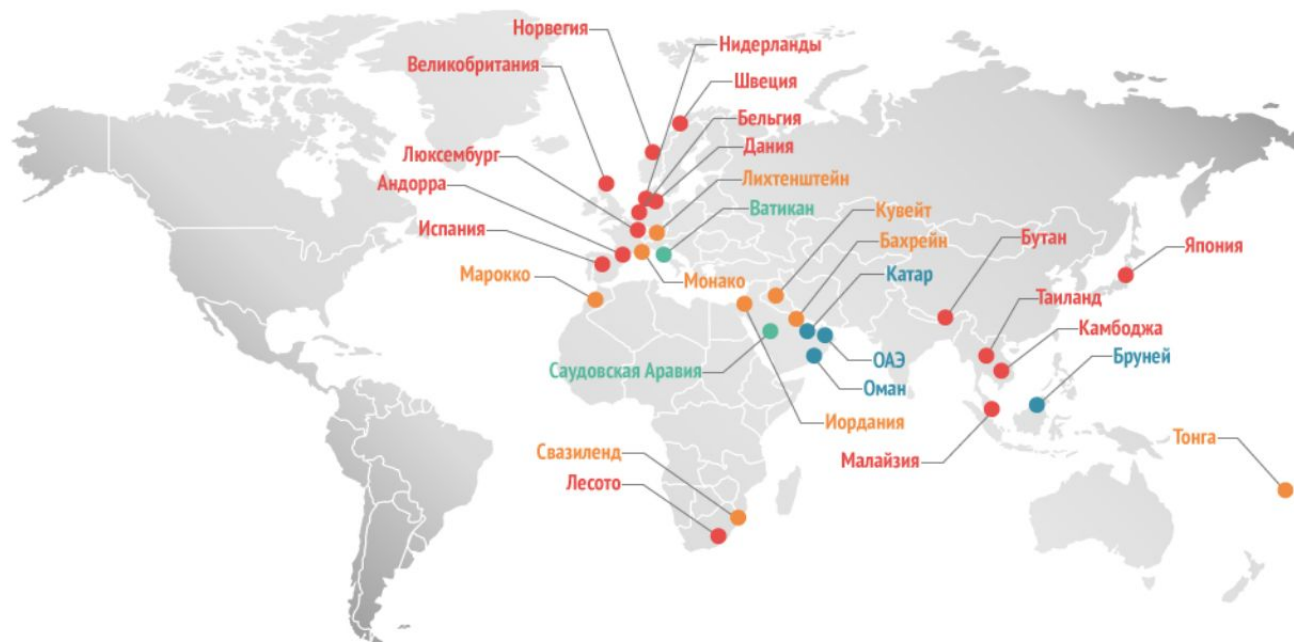 Норвегия
Нидерланды
Великобритания
Швеция
Бельгия
Люксембург
Дания
Андорра
Лихтенштейн
Ватикан
Кувейт
Испания
Бахрейн
Бутан
Япония
Марокко
Монако
Катар
Таиланд
Камбоджа
Саудовская Аравия
ОАЭ
Бруней
Оман
Иордания
Тонга
Свазиленд
Малайзия
Лесото